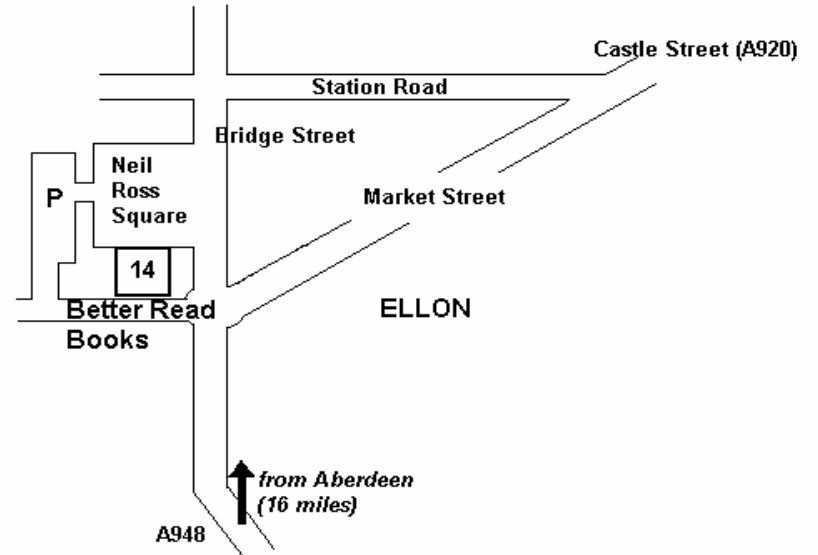 Castle Street (A920)
Station Road
Bridge Street
Neil
Ross
Square
P
Market Street
14
Better Read
Books
ELLON
from Aberdeen
(16 miles)
A948